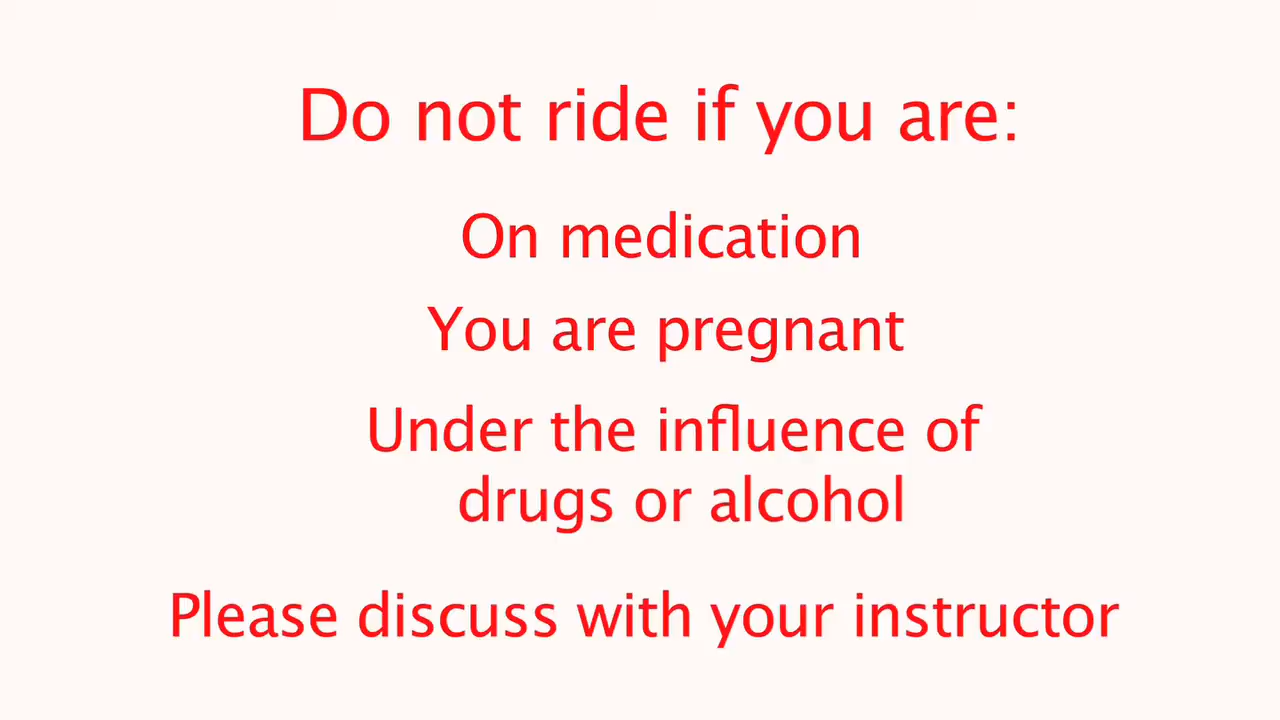 Do not ride if you are:
On medication
You are pregnant
Under the influence of
drugs or alcohol
Please discuss with your instructor